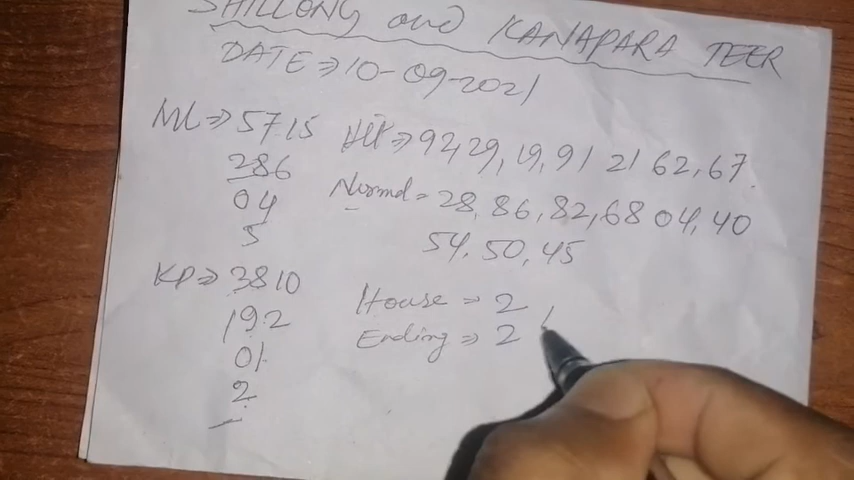 SHILLONG and KANAPARA TEER
DATE ⇒ 10-09-2021
ML ⇒ 5715
286
04
5
Hit ⇒ 92, 29, 19, 91 21 62, 67.
Normal = 28, 86, 82, 68 04, 40
54, 50, 45
KP ⇒ 3810
192
01
2
House ⇒ 2
Ending ⇒ 2